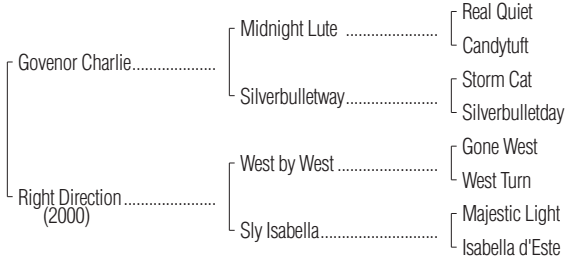 Real Quiet
Midnight Lute ......................
Candytuft
Govenor Charlie....................
Storm Cat
Silverbulletway......................
Silverbulletday
Gone West
West by West ........................
West Turn
Right Direction ......................
(2000)
Majestic Light
Sly Isabella............................
Isabella d'Este